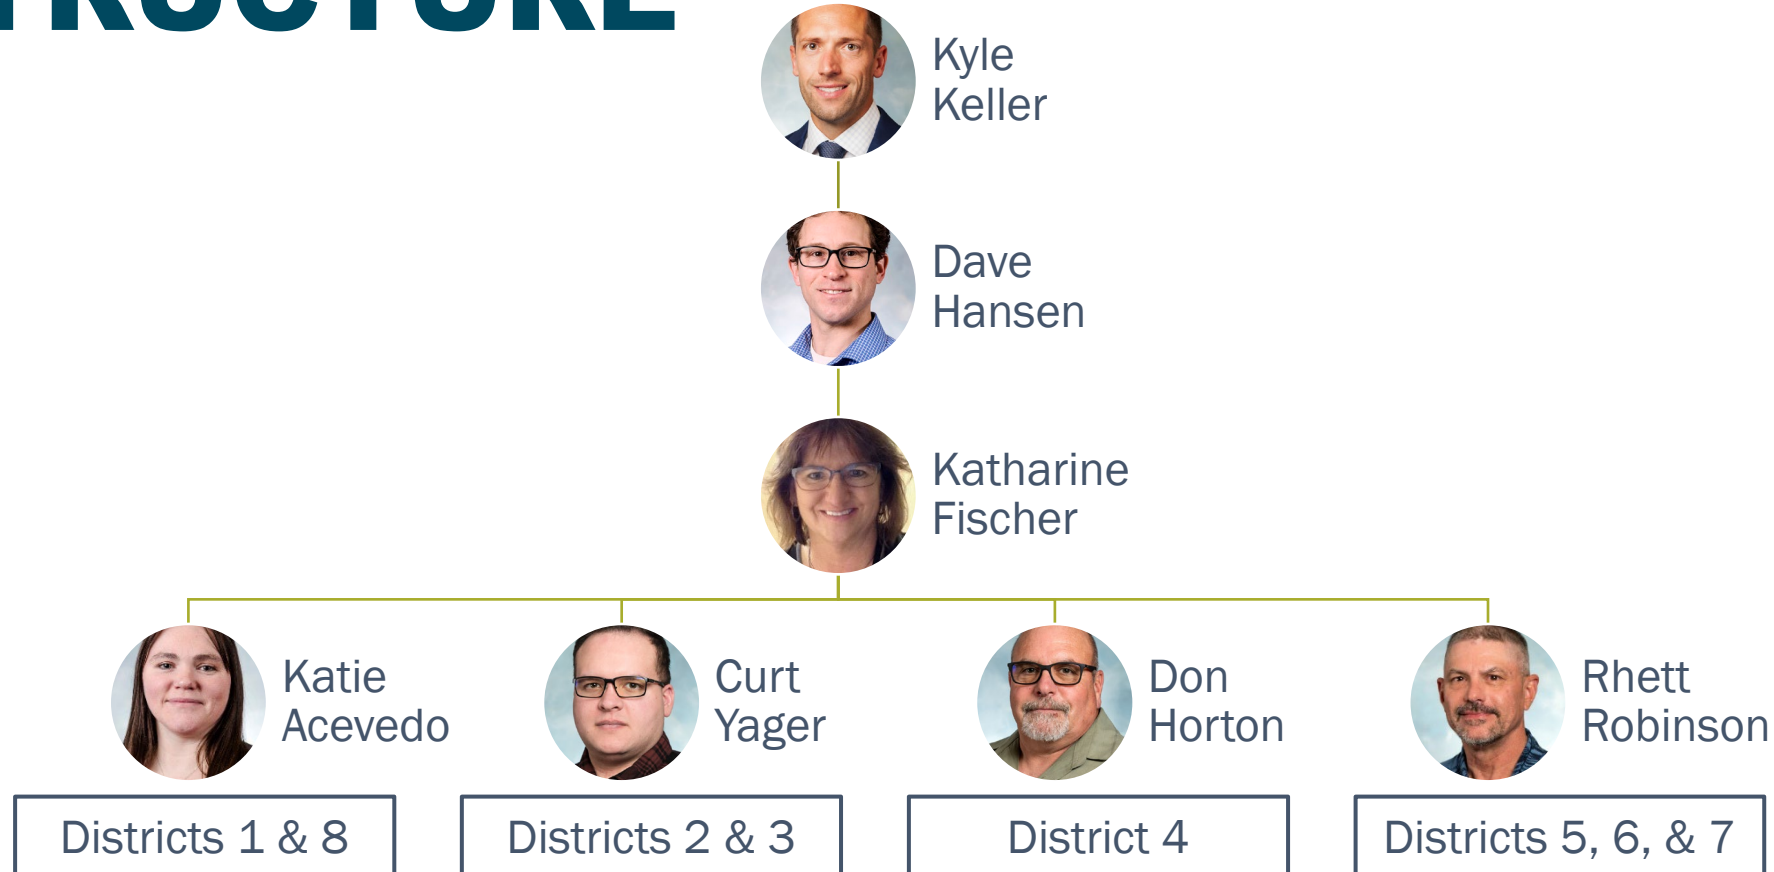 TRUCTURE
Kyle
Keller
Dave
Hansen
Katharine
Fischer
Katie
Acevedo
Curt
Yager
Don
Horton
Rhett
Robinson
Districts 1 & 8
Districts 2 & 3
District 4
Districts 5, 6, & 7